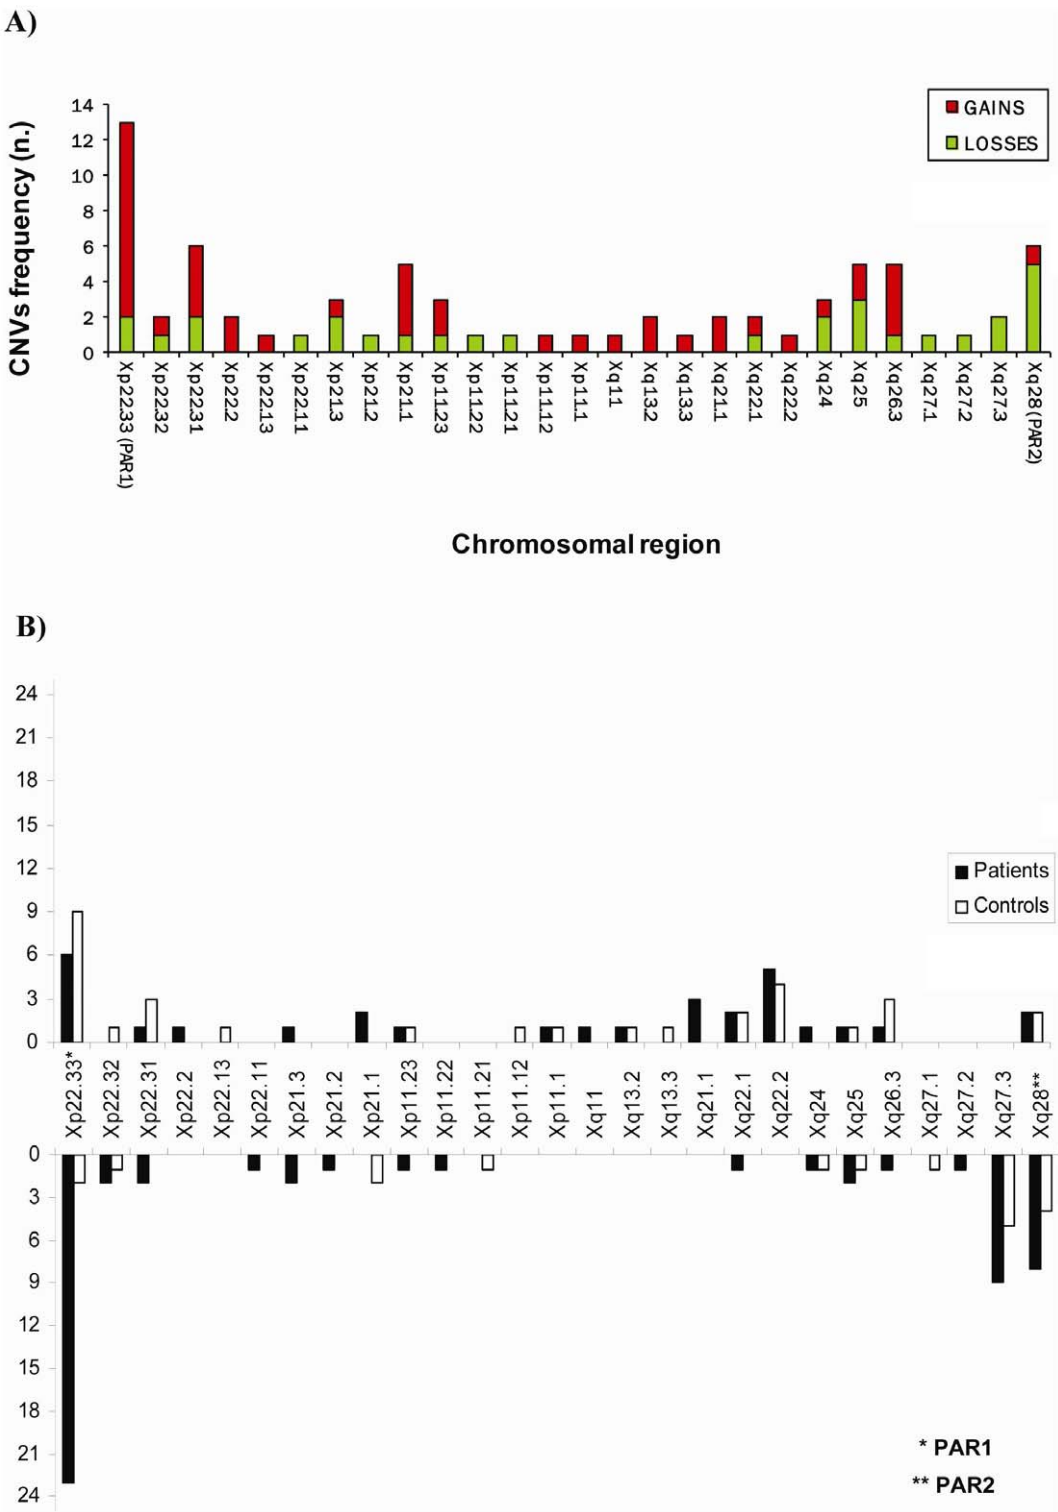 A)
CNVs frequency (n.)
14
12
10
8
6
4
2
0
GAINS
LOSSES
Xp22.33 (PAR1)
Xp22.32
Xp22.31
Xp22.2
Xp22.13
Xp22.11
Xp21.3
Xp21.2
Xp21.1
Xp11.23
Xp11.22
Xp11.21
Xp11.12
Xp11.1
Xq11
Xq13.2
Xq13.3
Xq21.1
Xq22.1
Xq22.2
Xq24
Xq25
Xq26.3
Xq27.1
Xq27.2
Xq27.3
Xq28 (PAR2)
Chromosomal region
B)
24
21
18
15
12
9
6
3
0
Patients
Controls
Xp22.33*
Xp22.32
Xp22.31
Xp22.2
Xp22.13
Xp22.11
Xp21.3
Xp21.2
Xp21.1
Xp11.23
Xp11.22
Xp11.21
Xp11.12
Xp11.1
Xq11
Xq13.2
Xq13.3
Xq21.1
Xq22.1
Xq22.2
Xq24
Xq25
Xq26.3
Xq27.1
Xq27.2
Xq27.3
Xq28**
0
3
6
9
12
15
18
21
24
* PAR1
** PAR2